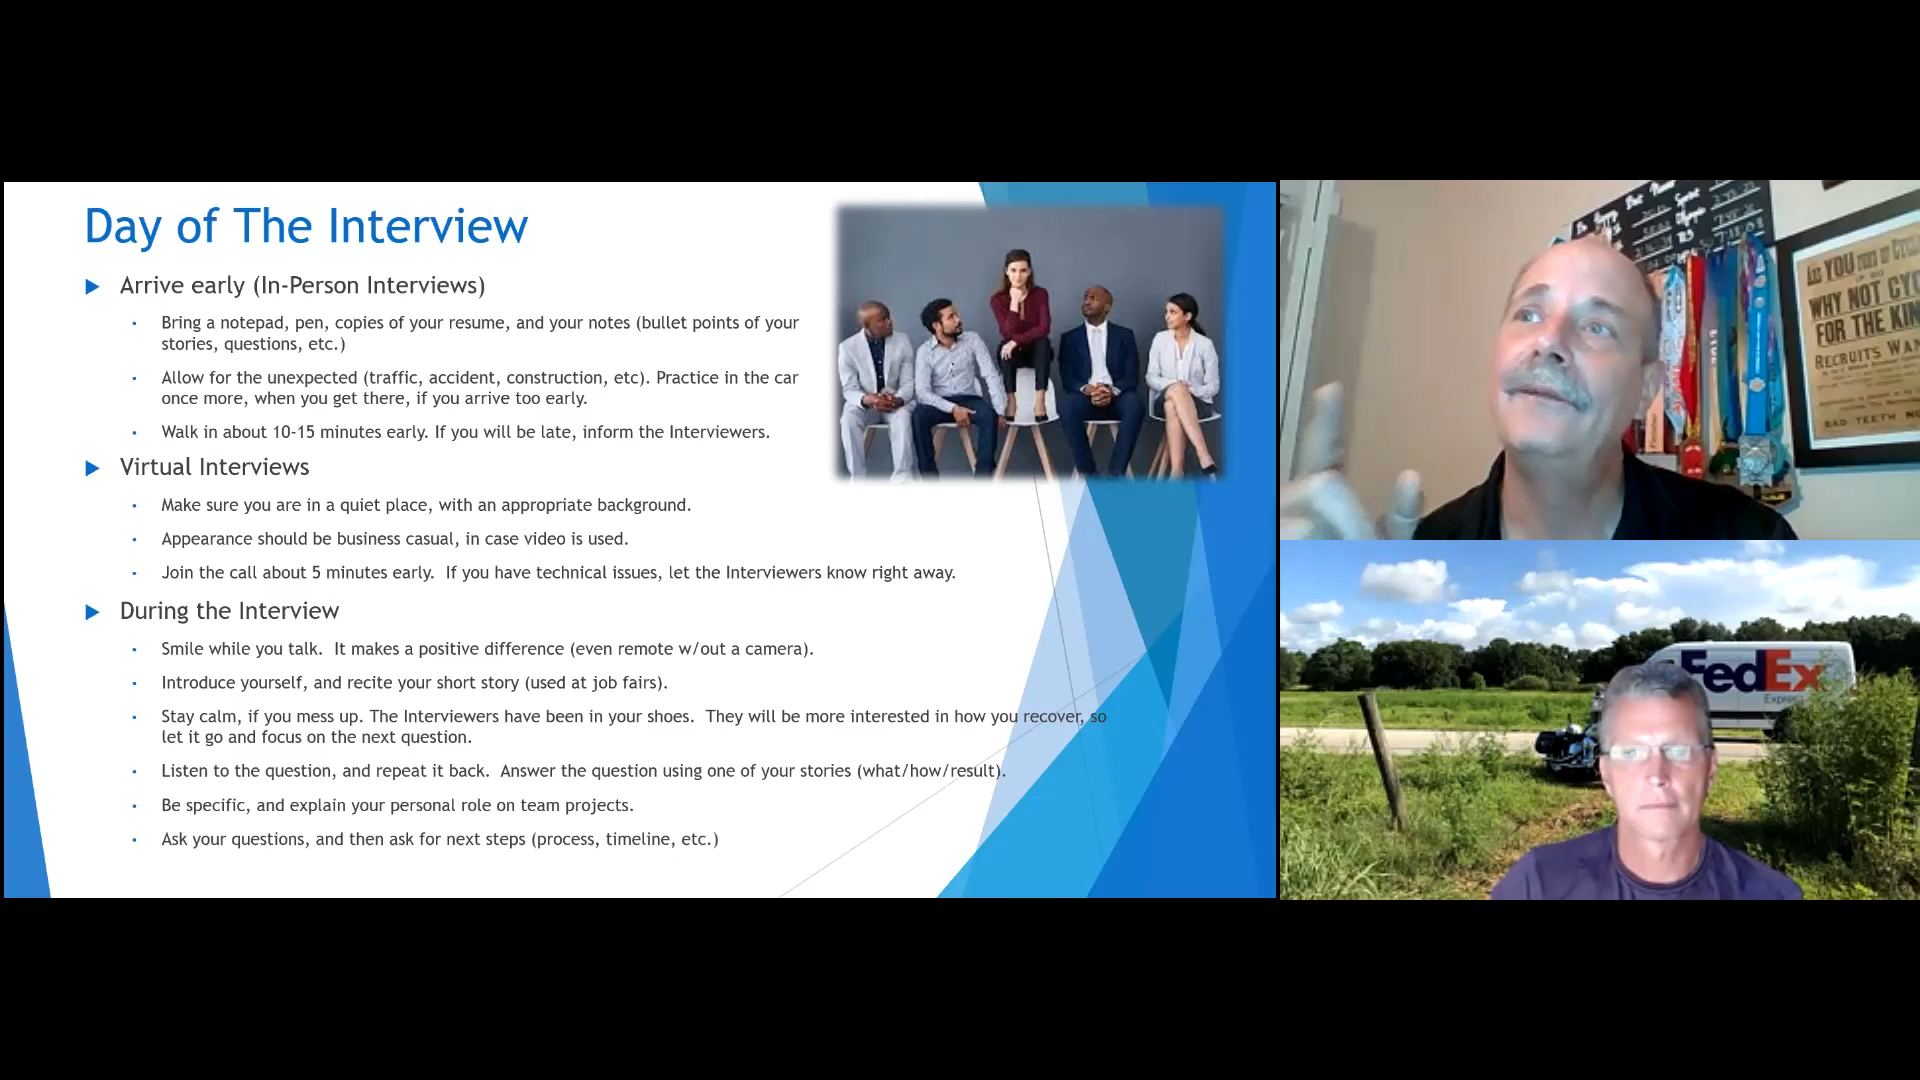 Day of The Interview
Arrive early (In-Person Interviews)
Bring a notepad, pen, copies of your resume, and your notes (bullet points of your
stories, questions, etc.)
Allow for the unexpected (traffic, accident, construction, etc). Practice in the car
once more, when you get there, if you arrive too early.
Walk in about 10-15 minutes early. If you will be late, inform the Interviewers.
Virtual Interviews
Make sure you are in a quiet place, with an appropriate background.
Appearance should be business casual, in case video is used.
Join the call about 5 minutes early.  If you have technical issues, let the Interviewers know right away.
During the Interview
Smile while you talk.  It makes a positive difference (even remote w/out a camera).
Introduce yourself, and recite your short story (used at job fairs).
Stay calm, if you mess up. The Interviewers have been in your shoes.  They will be more interested in how you recover, so
let it go and focus on the next question.
Listen to the question, and repeat it back.  Answer the question using one of your stories (what/how/result).
Be specific, and explain your personal role on team projects.
Ask your questions, and then ask for next steps (process, timeline, etc.)
YOU
WHY NOT
FOR THE
RECRUITS
BAD TEETH
FedEx